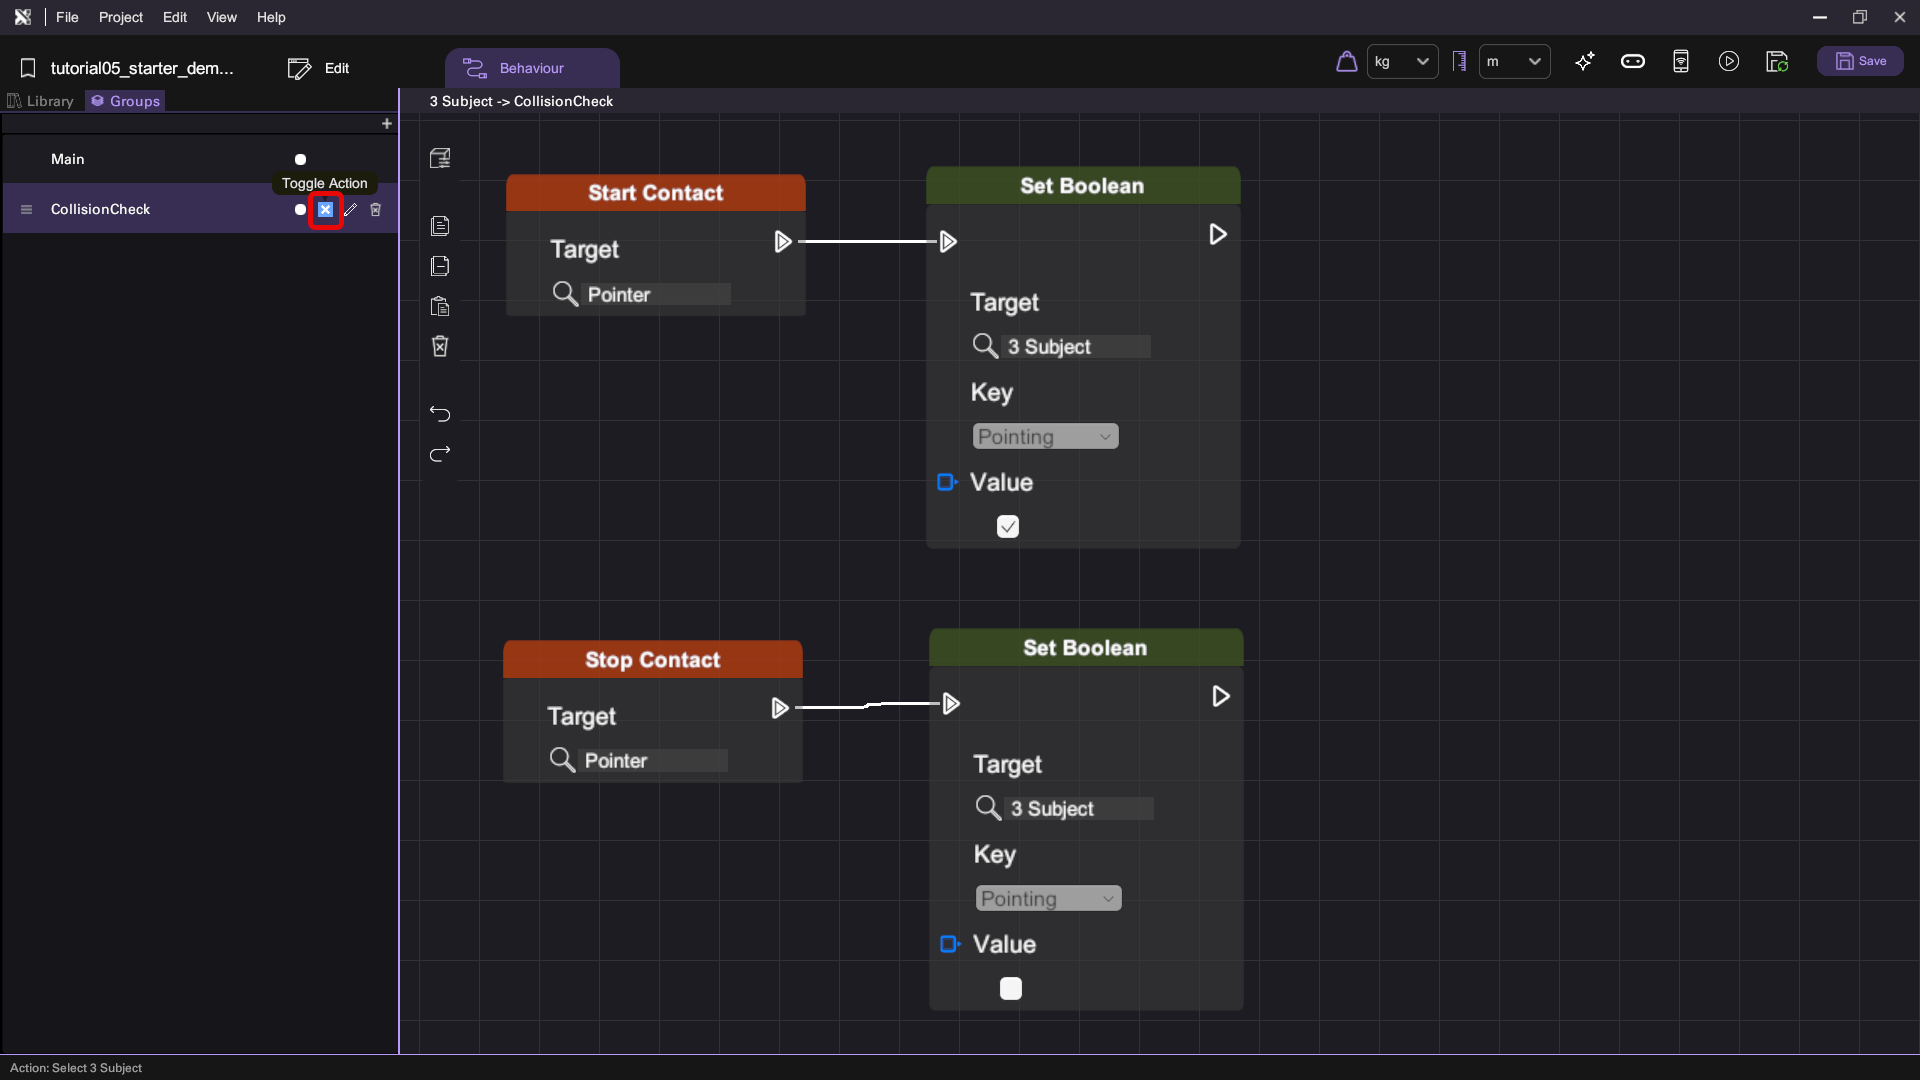 File Project Edit View Help
tutorial05_starter_dem... Edit Behaviour kg m Save
Library Groups
3 Subject -> CollisionCheck
+
Main
Toggle Action
CollisionCheck
Start Contact
Target
Pointer
Set Boolean
Target
3 Subject
Key
Pointing
Value
Stop Contact
Target
Pointer
Set Boolean
Target
3 Subject
Key
Pointing
Value
Action: Select 3 Subject